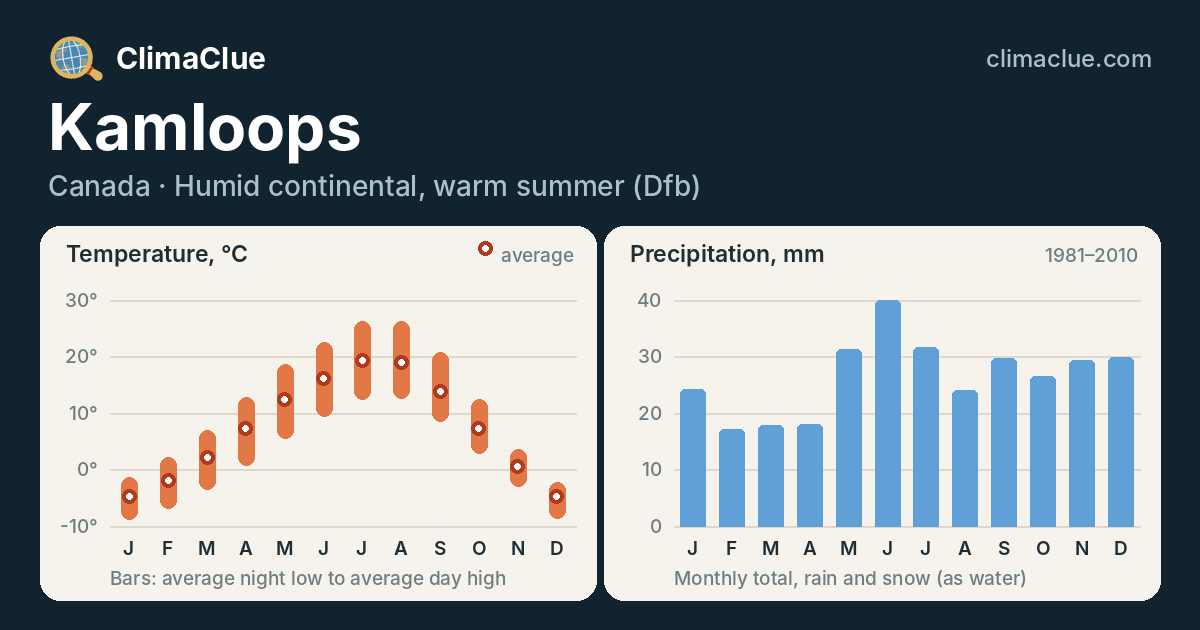 ClimaClue
climaclue.com
Kamloops
Canada · Humid continental, warm summer (Dfb)
Temperature, °C
average
30°
20°
10°
0°
-10°
J F M A M J J A S O N D
Bars: average night low to average day high
Precipitation, mm
1981–2010
40
30
20
10
0
J F M A M J J A S O N D
Monthly total, rain and snow (as water)